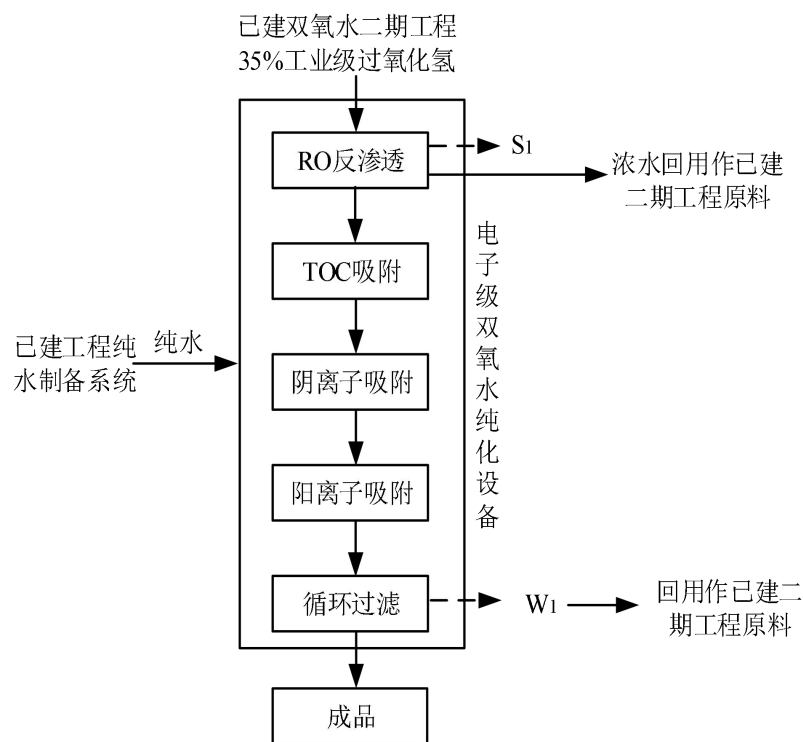 已建双氧水二期工程
35%工业级过氧化氢
RO反渗透
S1
浓水回用作已建
二期工程原料
TOC吸附
电子级双氧水纯化设备
已建工程纯
水制备系统
纯水
阴离子吸附
阳离子吸附
循环过滤
W1
回用作已建二
期工程原料
成品